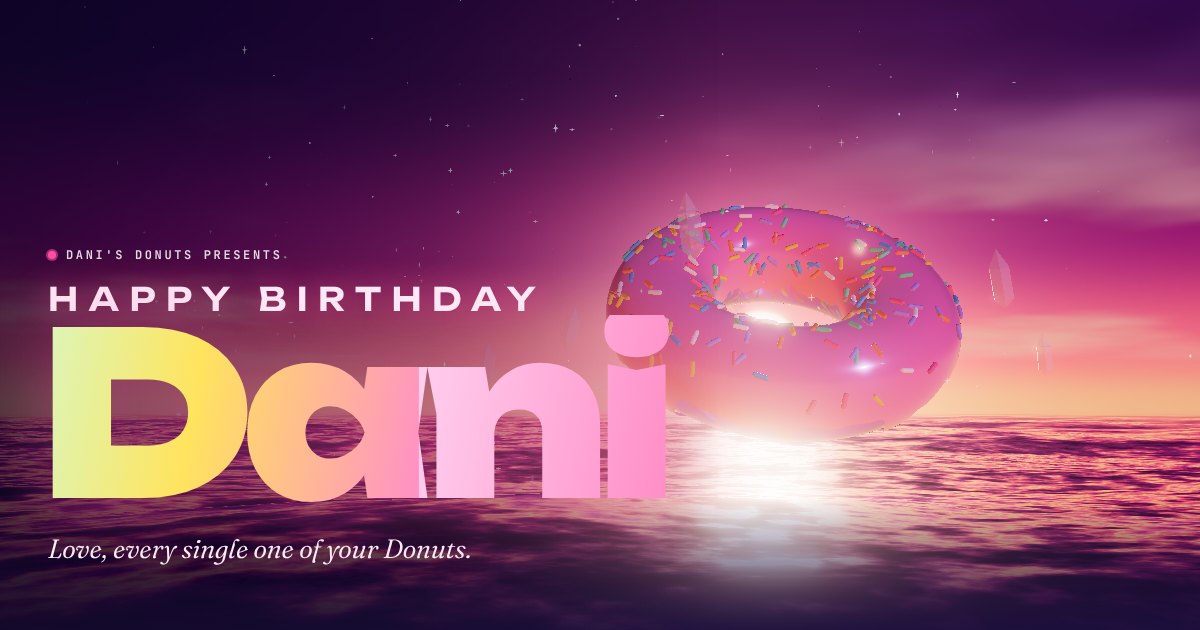 DANI'S DONUTS PRESENTS
HAPPY BIRTHDAY
Dani
Love, every single one of your Donuts.